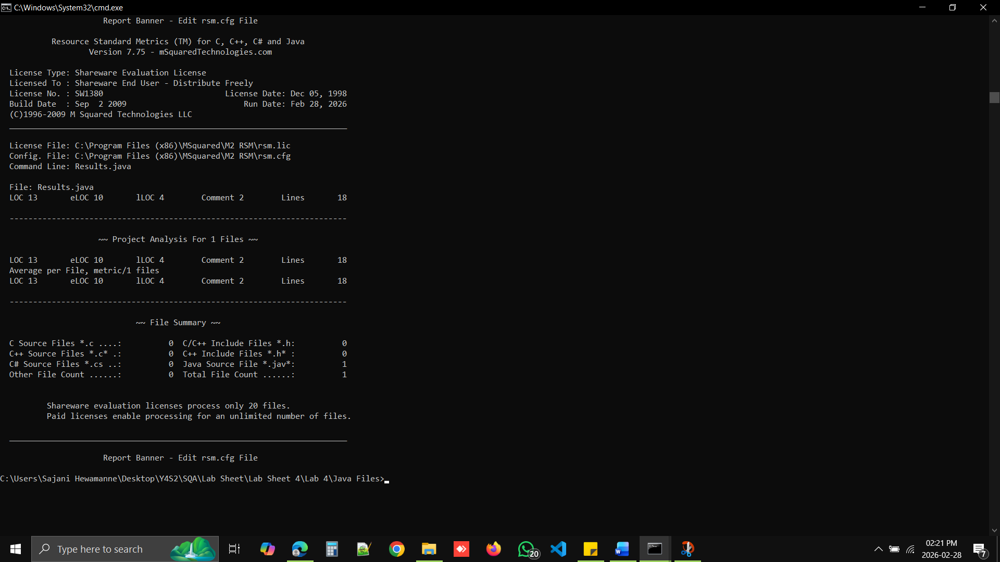 C:\Windows\System32\cmd.exe
Report Banner - Edit rsm.cfg File
Resource Standard Metrics (TM) for C, C++, C# and Java
Version 7.75 - mSquaredTechnologies.com
License Type: Shareware Evaluation License
Licensed To : Shareware End User - Distribute Freely
License No. : SW1380 License Date: Dec 05, 1998
Build Date  : Sep  2 2009 Run Date: Feb 28, 2026
(C)1996-2009 M Squared Technologies LLC
License File: C:\Program Files (x86)\MSquared\M2 RSM\rsm.lic
Config. File: C:\Program Files (x86)\MSquared\M2 RSM\rsm.cfg
Command Line: Results.java
File: Results.java
LOC 13 eLOC 10 lLOC 4 Comment 2 Lines 18
------------------------------------------------------------------------
~~ Project Analysis For 1 Files ~~
LOC 13 eLOC 10 lLOC 4 Comment 2 Lines 18
Average per File, metric/1 files
LOC 13 eLOC 10 lLOC 4 Comment 2 Lines 18
------------------------------------------------------------------------
~~ File Summary ~~
C Source Files *.c ....: 0 C/C++ Include Files *.h: 0
C++ Source Files *.c* .: 0 C++ Include Files *.h* : 0
C# Source Files *.cs ..: 0 Java Source File *.jav*: 1
Other File Count ......: 0 Total File Count ......: 1
Shareware evaluation licenses process only 20 files.
Paid licenses enable processing for an unlimited number of files.
Report Banner - Edit rsm.cfg File
C:\Users\Sajani Hewamanne\Desktop\Y4S2\SQA\Lab Sheet\Lab Sheet 4\Lab 4\Java Files>
Type here to search
20
02:21 PM
2026-02-28
7